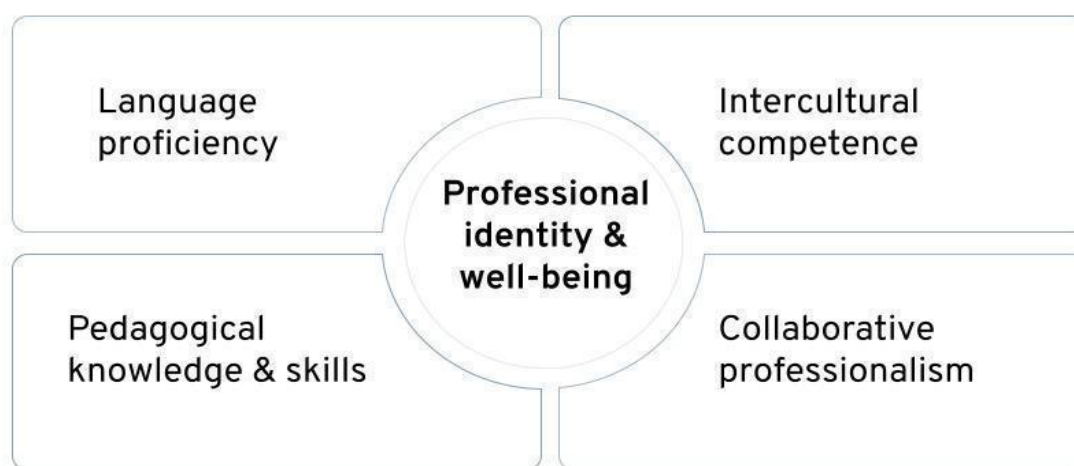 Language
proficiency
Intercultural
competence
Professional
identity &
well-being
Pedagogical
knowledge & skills
Collaborative
professionalism